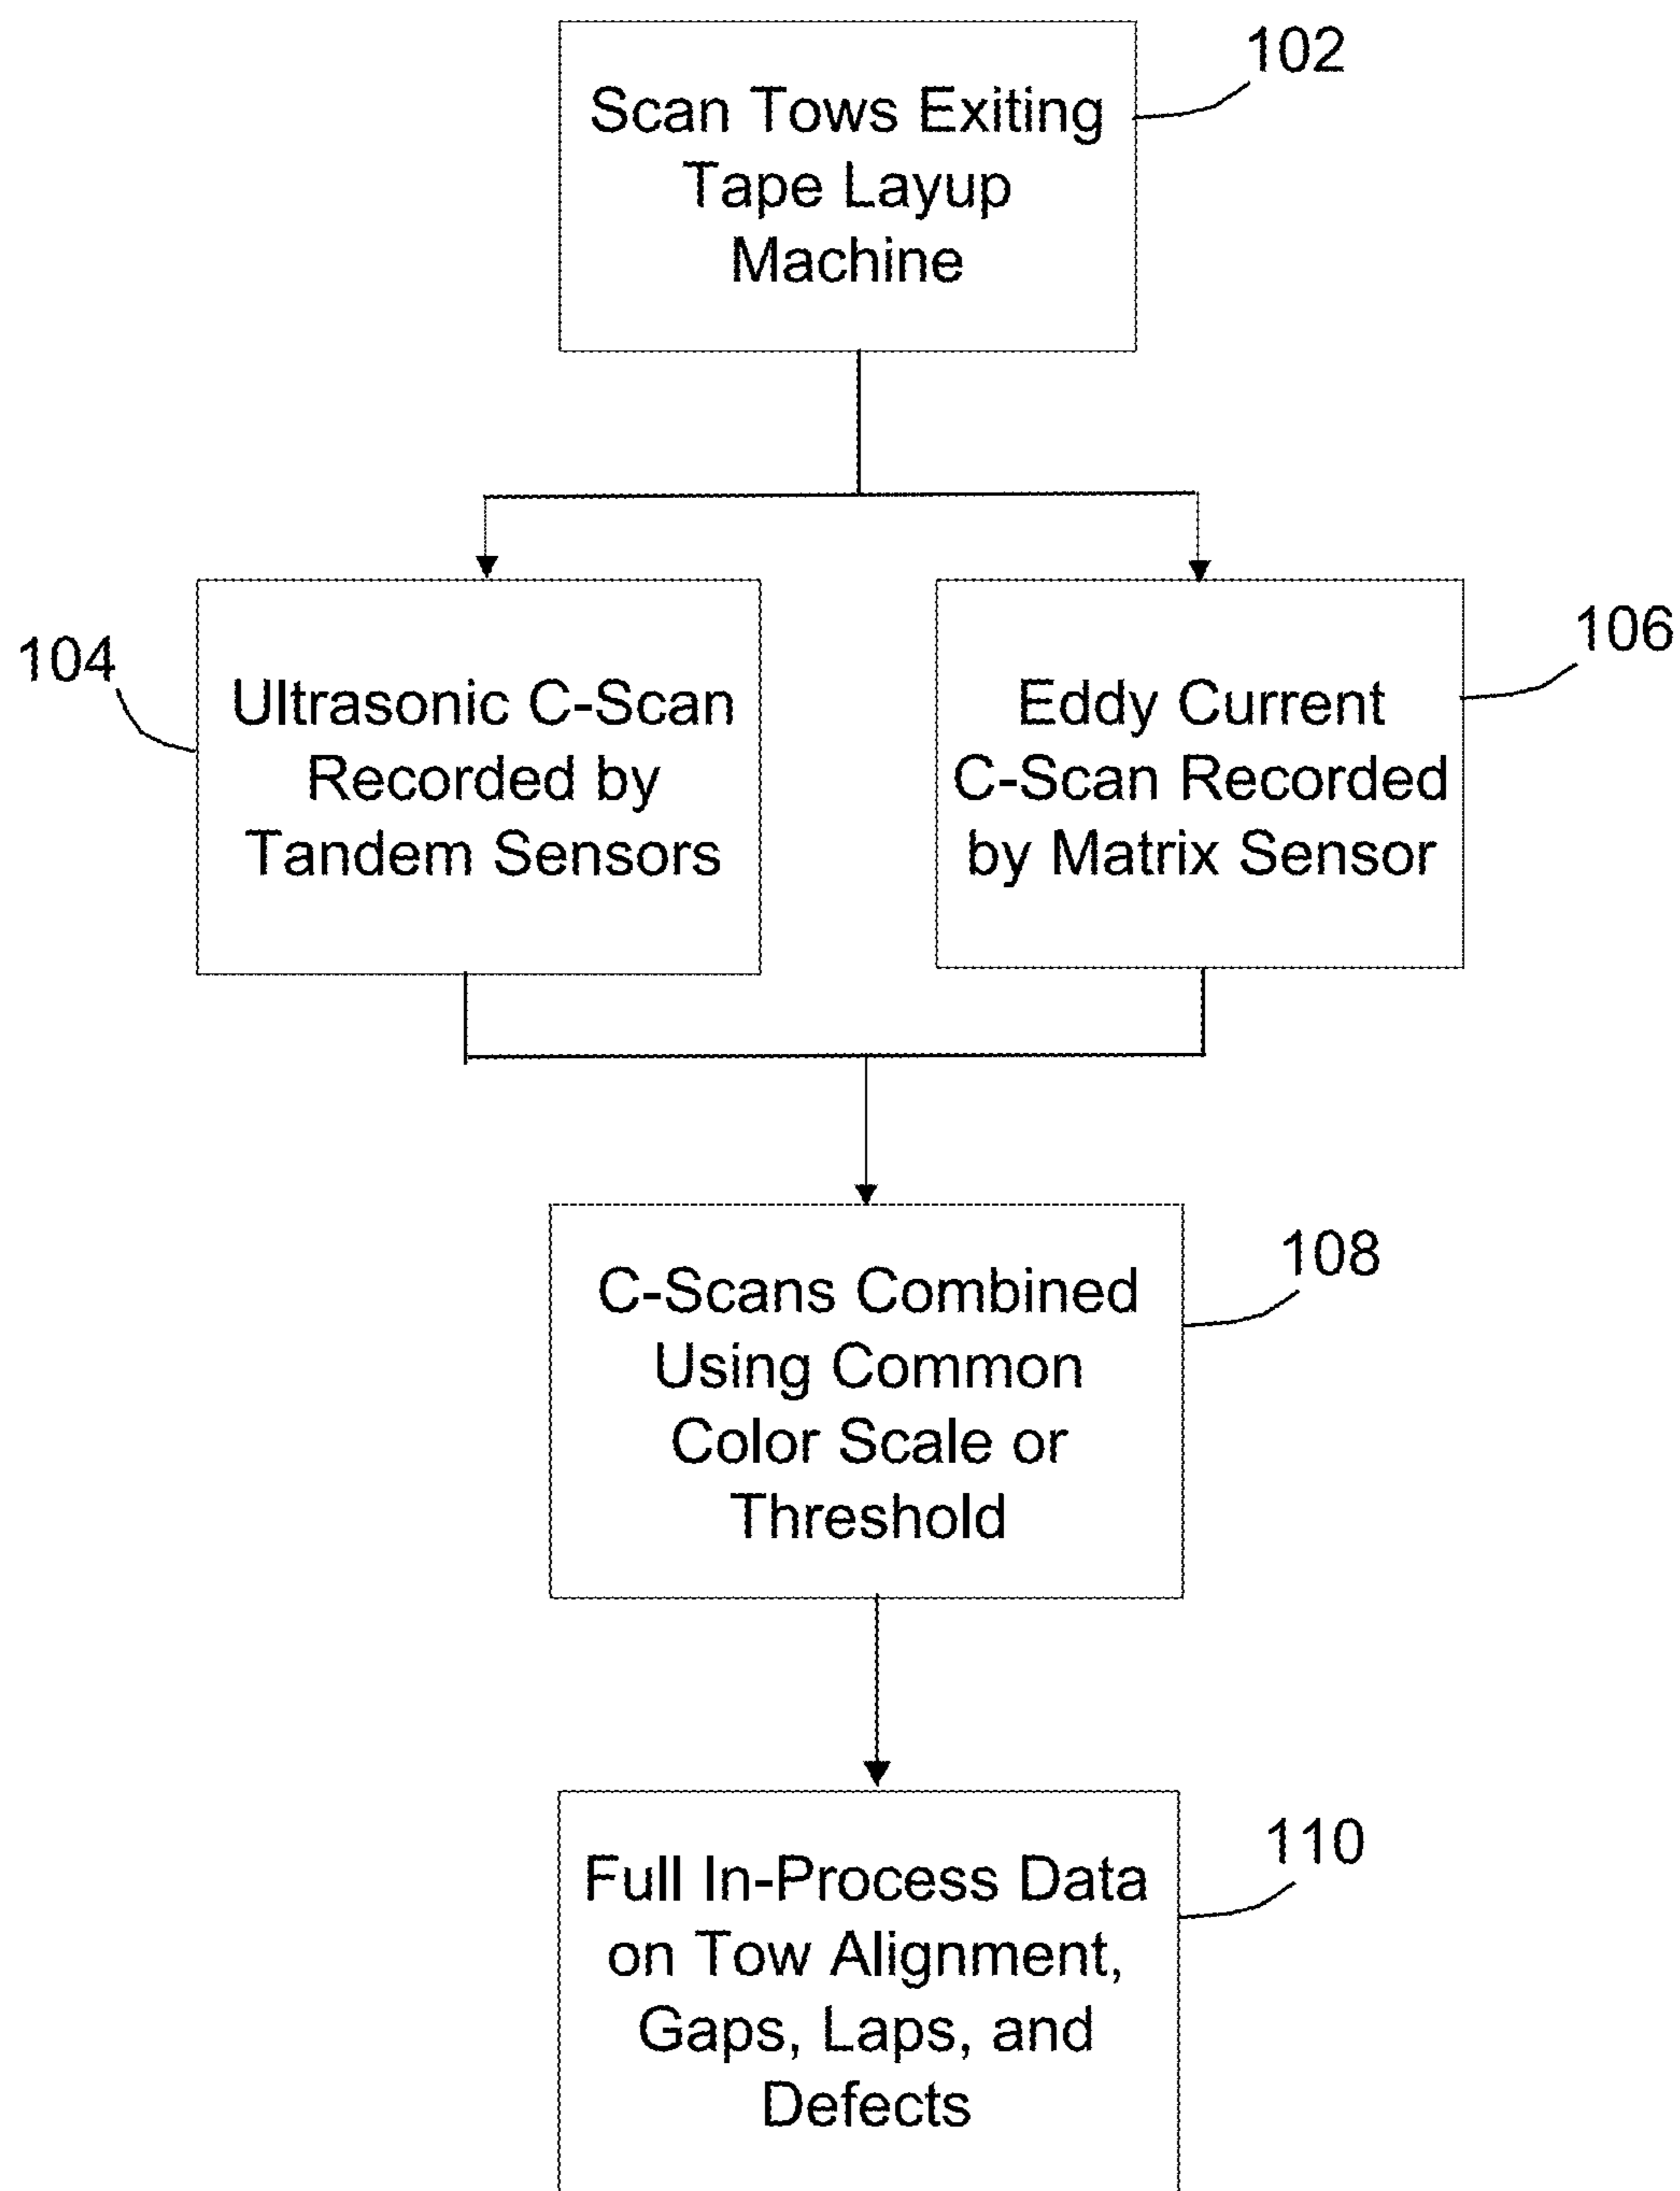 102
Scan Tows Exiting
Tape Layup
Machine
104
Ultrasonic C-Scan
Recorded by
Tandem Sensors
106
Eddy Current
C-Scan Recorded
by Matrix Sensor
108
C-Scans Combined
Using Common
Color Scale or
Threshold
110
Full In-Process Data
on Tow Alignment,
Gaps, Laps, and
Defects